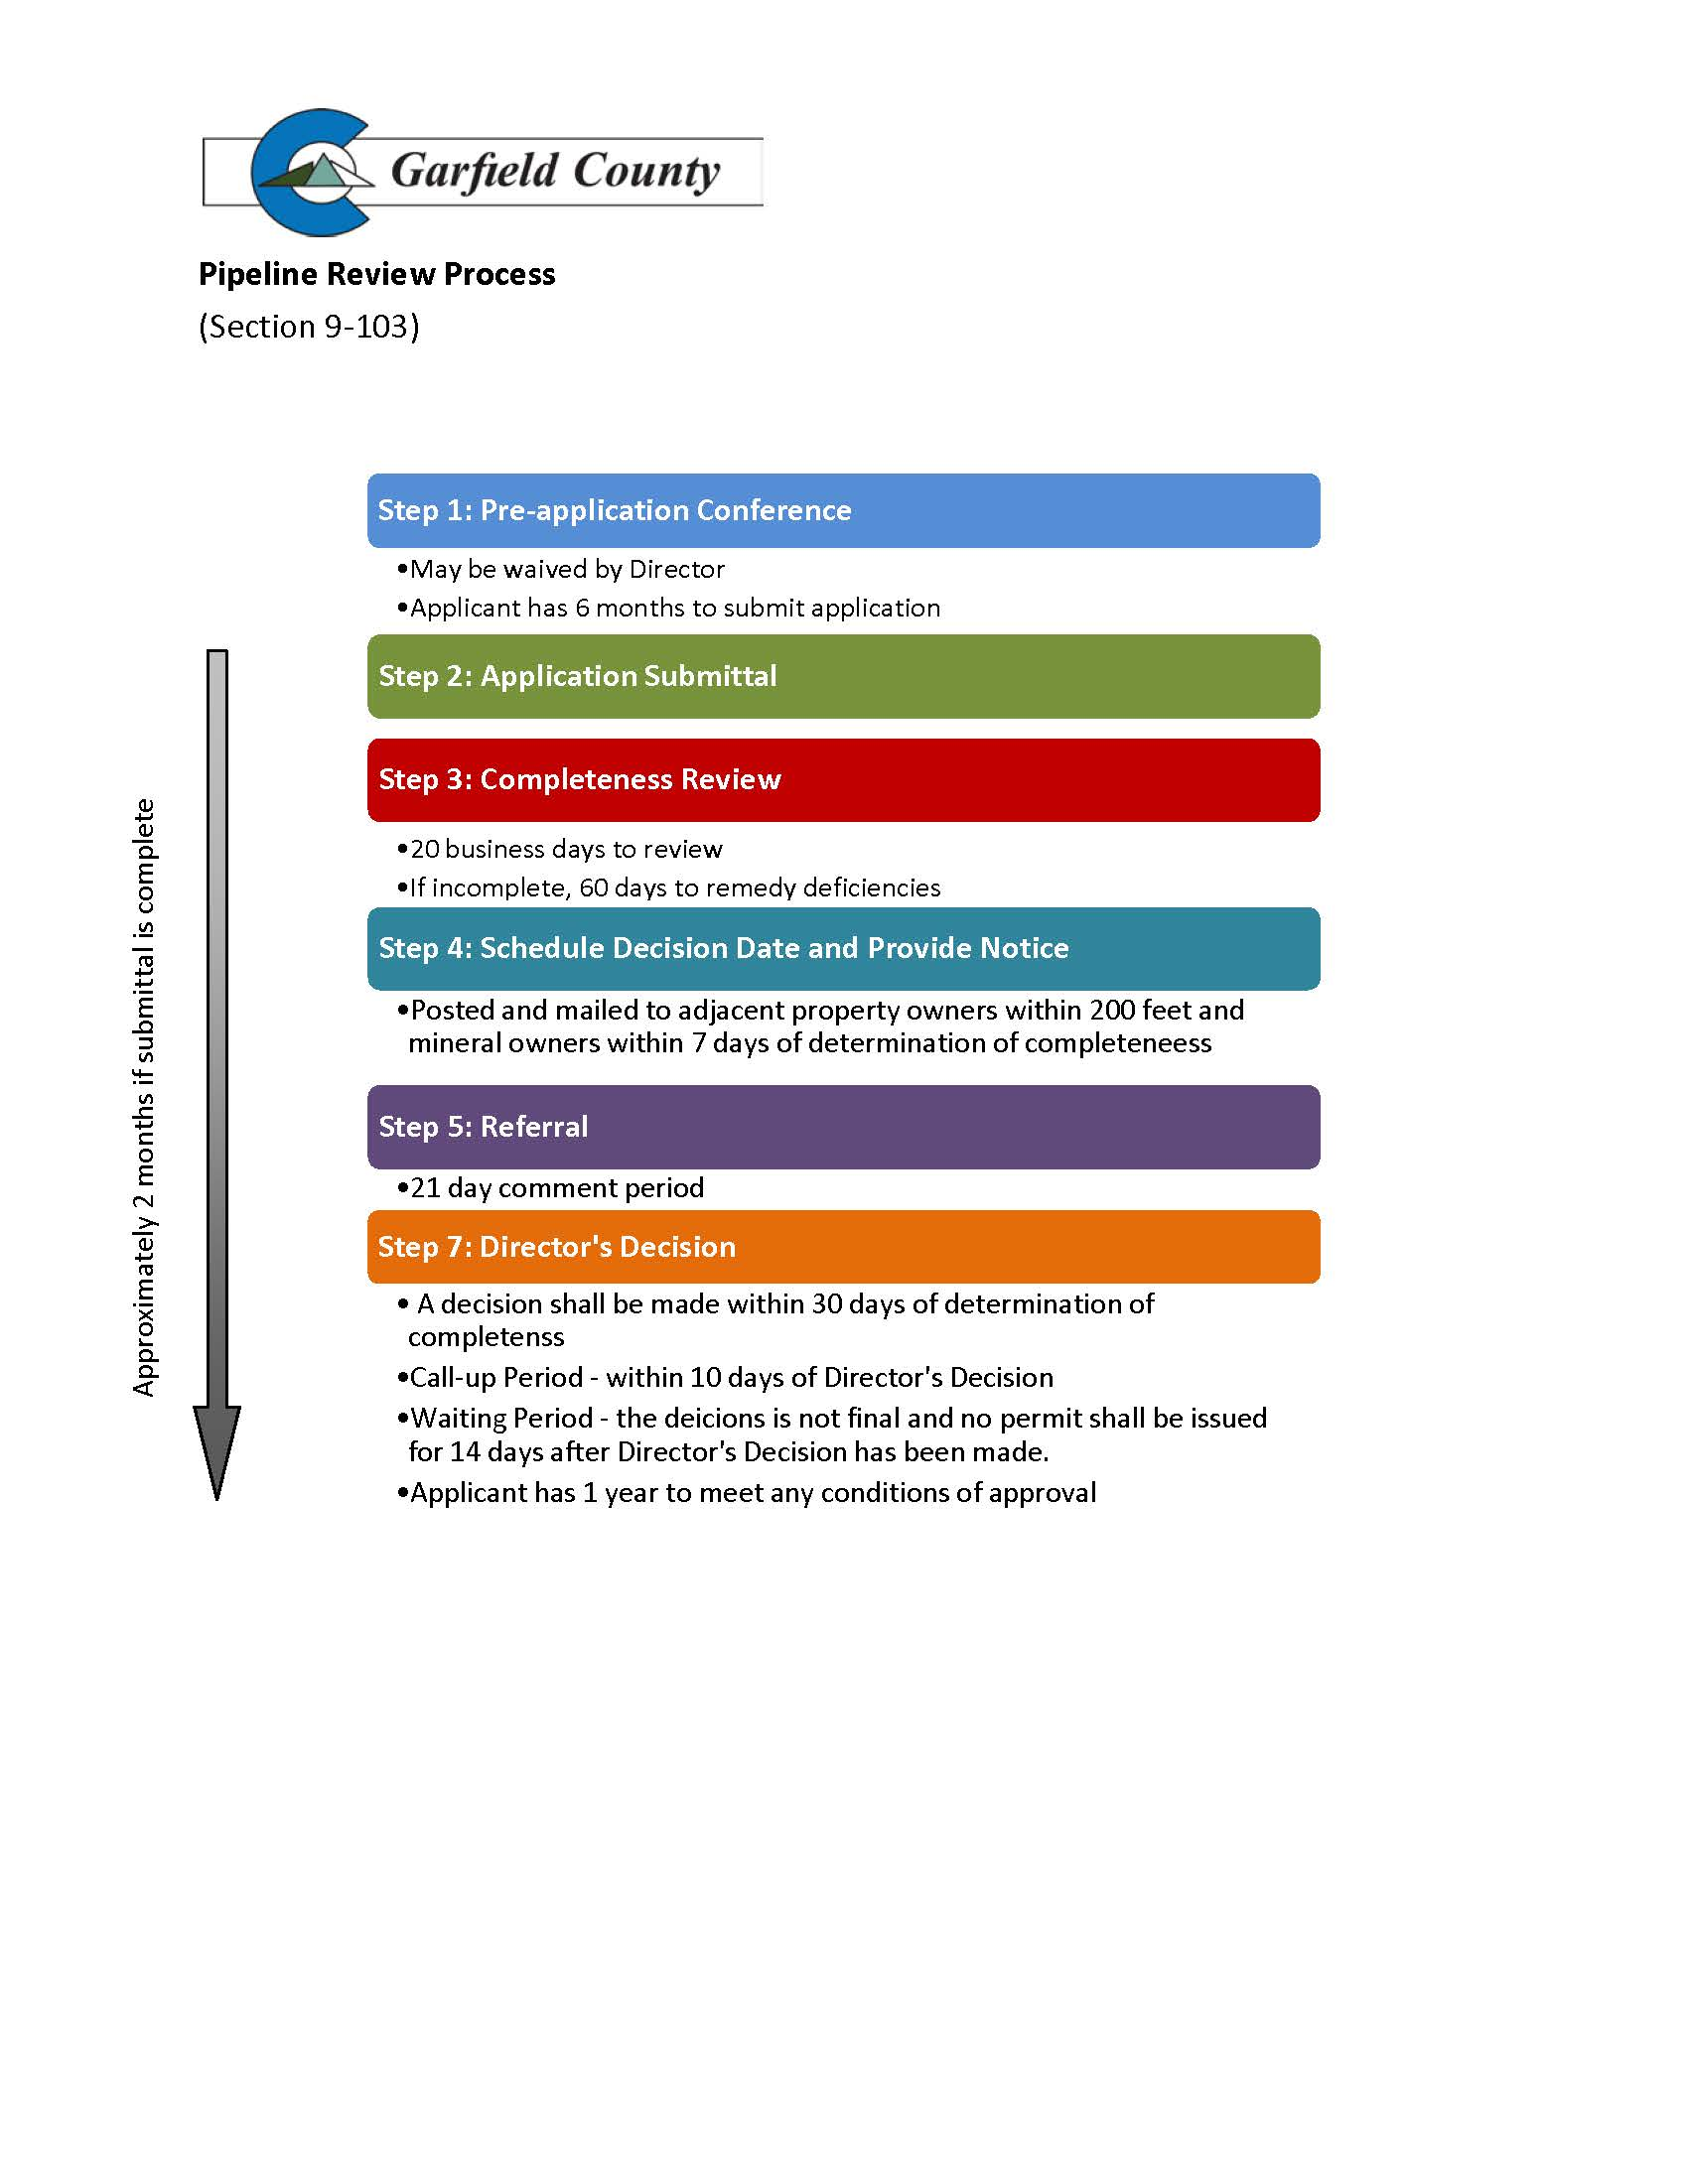 Garfield County
Pipeline Review Process
(Section 9-103)
Step 1: Pre-application Conference
•May be waived by Director
•Applicant has 6 months to submit application
Step 2: Application Submittal
Step 3: Completeness Review
•20 business days to review
•If incomplete, 60 days to remedy deficiencies
Step 4: Schedule Decision Date and Provide Notice
•Posted and mailed to adjacent property owners within 200 feet and
mineral owners within 7 days of determination of completeneess
Step 5: Referral
•21 day comment period
Step 7: Director's Decision
• A decision shall be made within 30 days of determination of
completenss
•Call-up Period - within 10 days of Director's Decision
•Waiting Period - the deicions is not final and no permit shall be issued
for 14 days after Director's Decision has been made.
•Applicant has 1 year to meet any conditions of approval
Approximately 2 months if submittal is complete